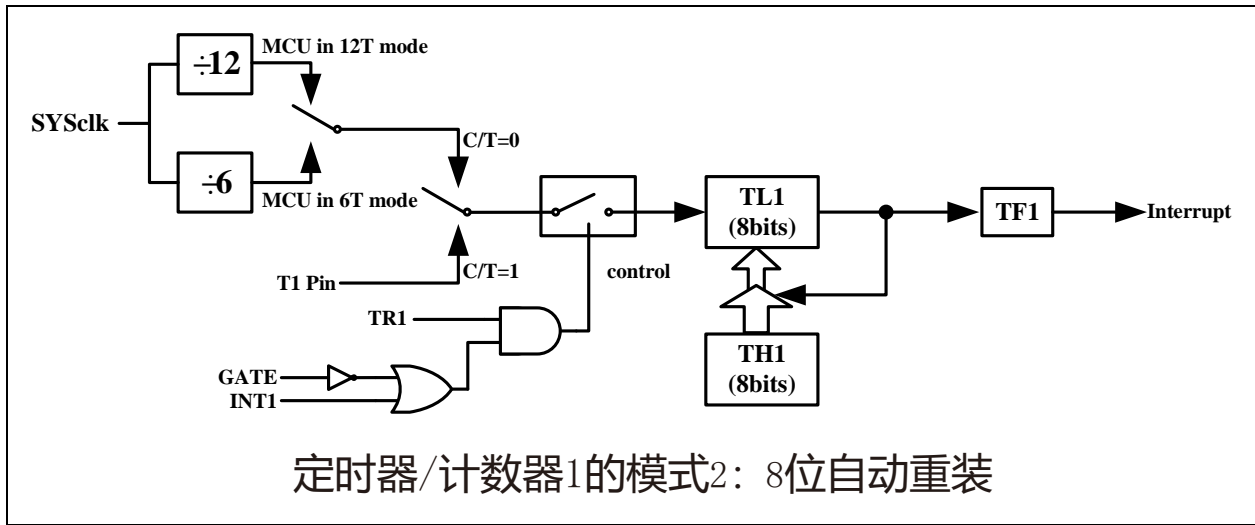 ÷12
MCU in 12T mode
SYSclk
÷6
MCU in 6T mode
C/T=0
C/T=1
T1 Pin
control
TR1
GATE
INT1
TL1
(8bits)
TH1
(8bits)
TF1
Interrupt
定时器/计数器1的模式2: 8位自动重装